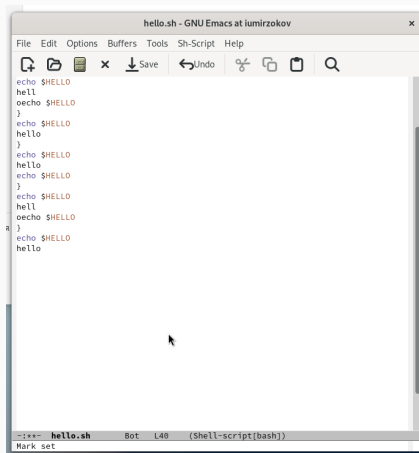 hello.sh - GNU Emacs at iumirzokov ×
File Edit Options Buffers Tools Sh-Script Help
Save Undo
echo $HELLO
hell
oecho $HELLO
}
echo $HELLO
hello
}
echo $HELLO
hello
echo $HELLO
}
echo $HELLO
hell
oecho $HELLO
}
echo $HELLO
hello
-:**- hello.sh Bot L40 (Shell-script[bash])
Mark set